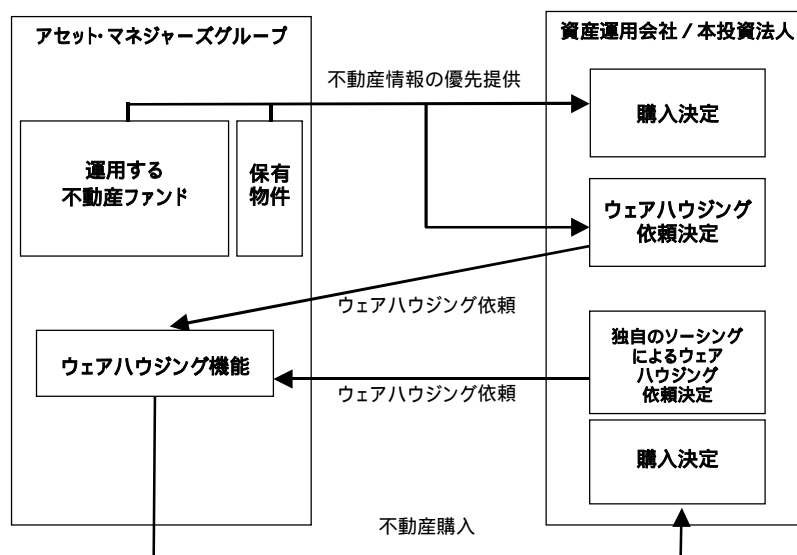 アセット・マネジャーズグループ
資産運用会社 / 本投資法人
不動産情報の優先提供
運用する
不動産ファンド
保有
物件
購入決定
ウェアハウジング
依頼決定
ウェアハウジング依頼
ウェアハウジング機能
独自のソーシング
によるウェア
ハウジング
依頼決定
ウェアハウジング依頼
購入決定
不動産購入